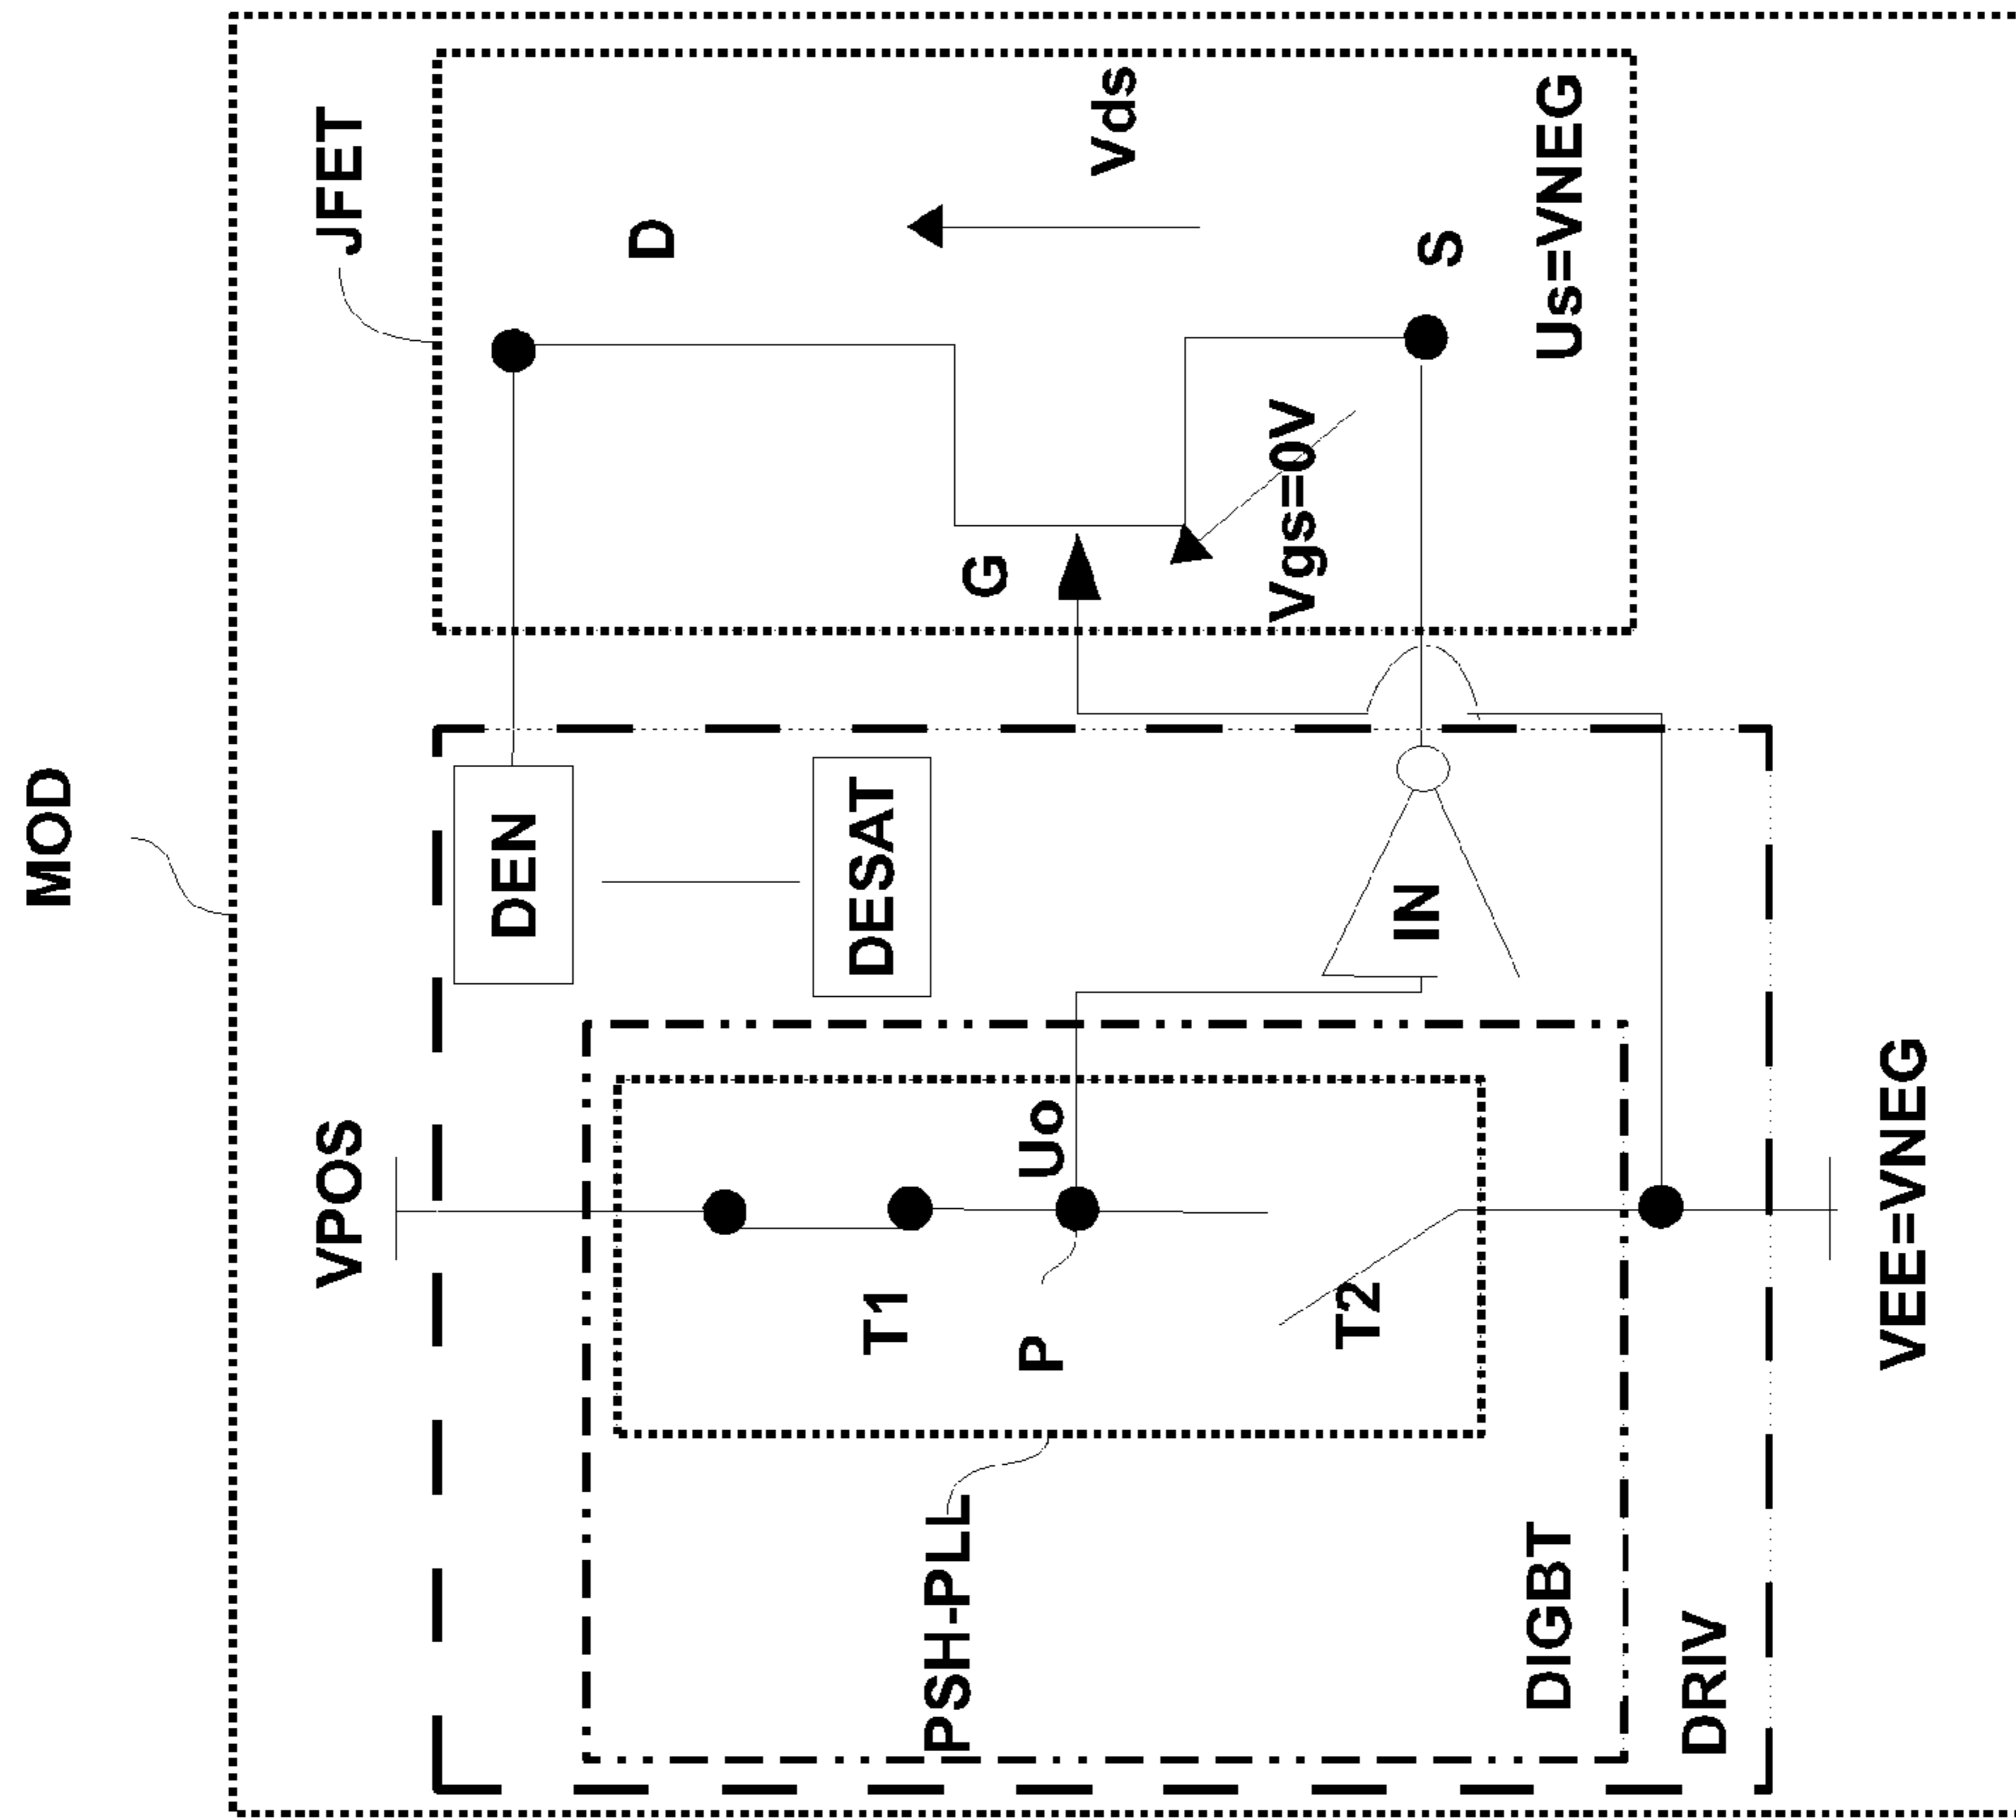 MOD
JFET
D
Vds
G
Vgs=0V
S
Us=VNEG
DEN
DESAT
IN
VPOS
Uo
T1
P
T2
VEE=VNEG
PSH-PLL
DIGBT
DRIV